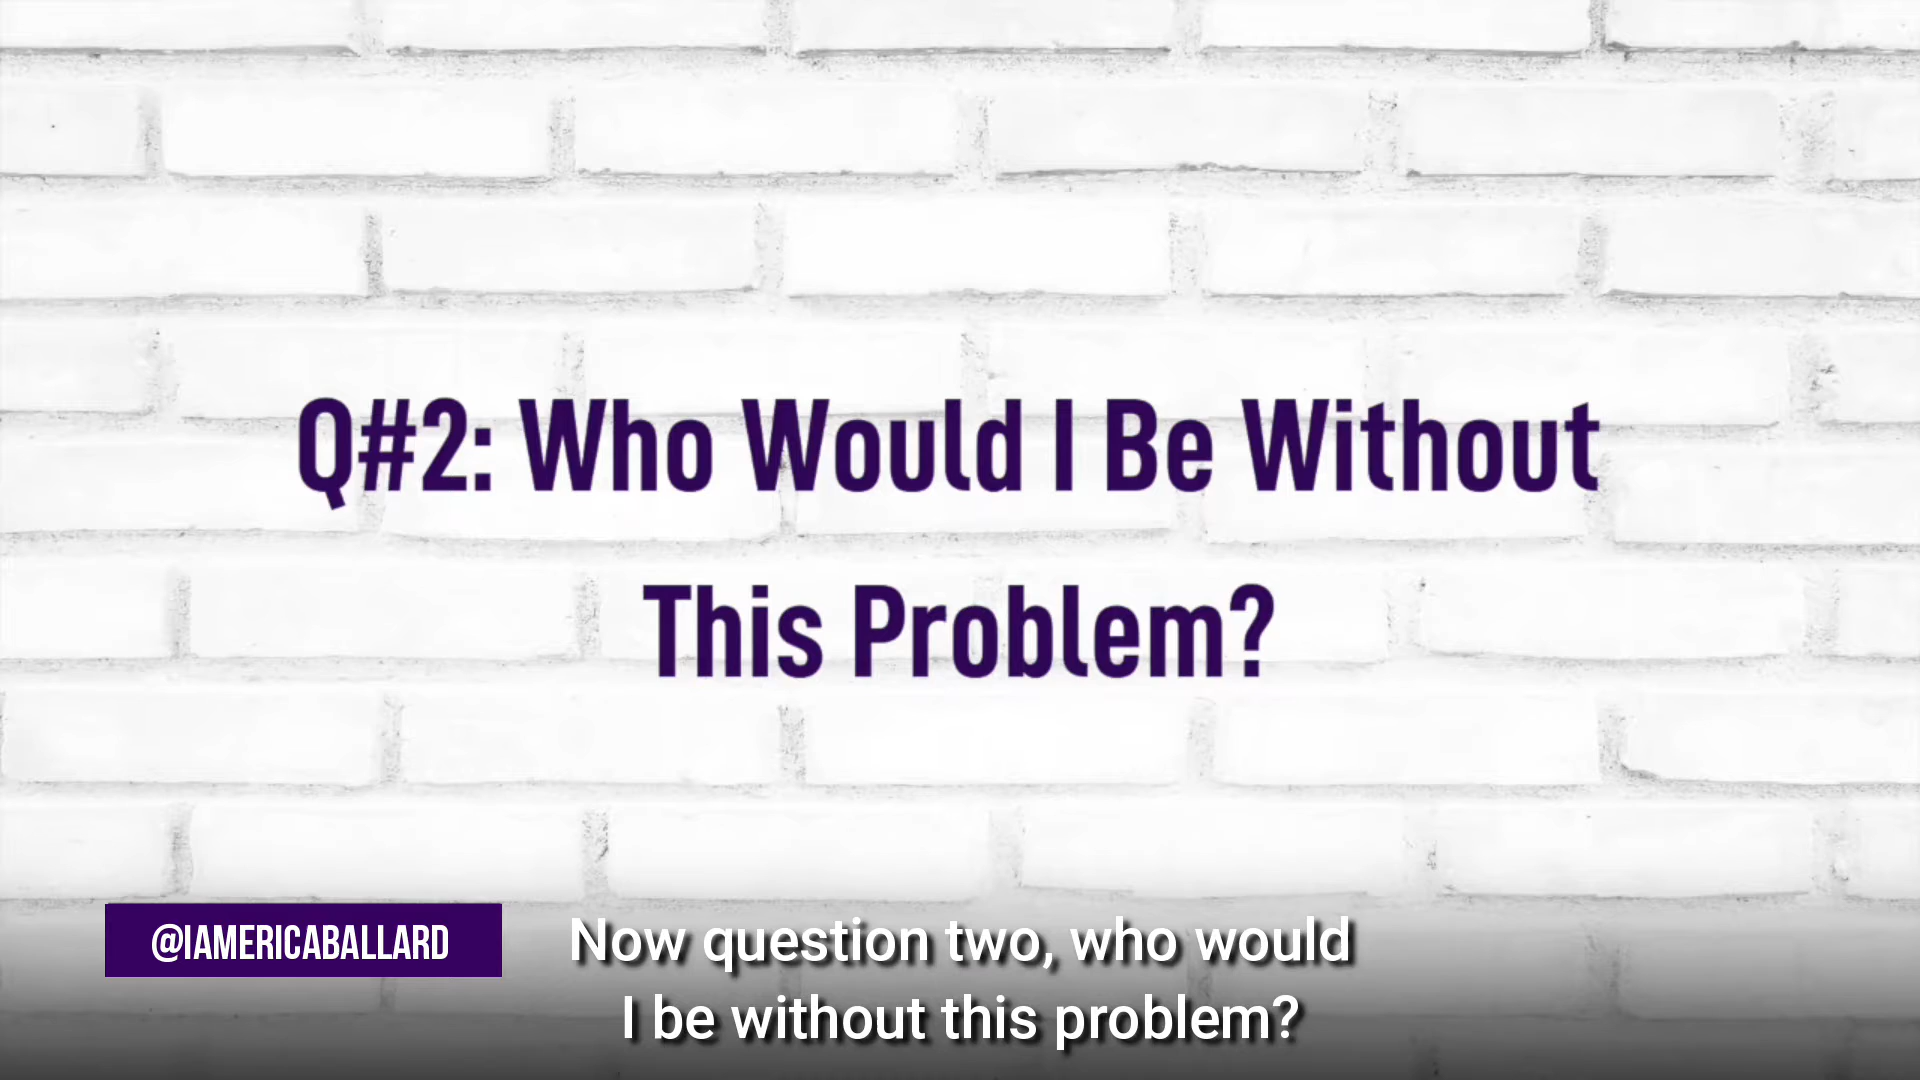 Q#2: Who Would I Be Without
This Problem?
@IAMERICABALLARD
Now question two, who would
I be without this problem?